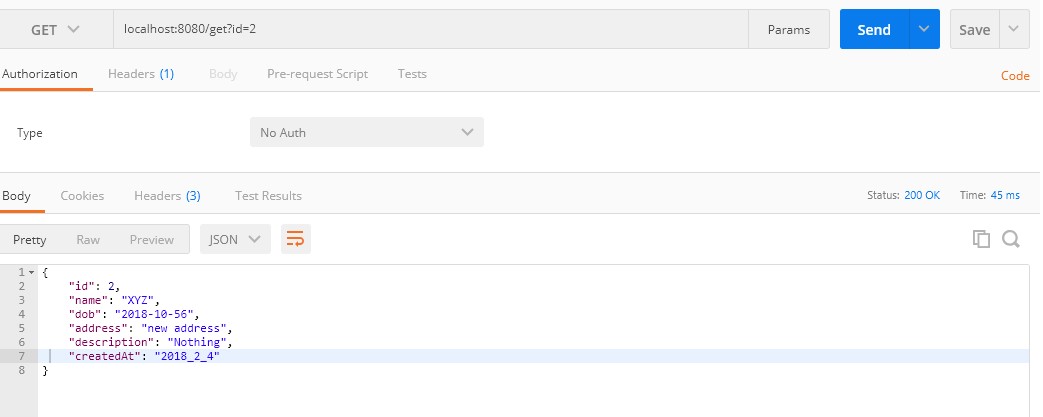 GET localhost:8080/get?id=2 Params Send Save
Authorization Headers (1) Body Pre-request Script Tests Code
Type No Auth
Body Cookies Headers (3) Test Results Status: 200 OK Time: 45 ms
Pretty Raw Preview JSON
1 {
2 "id": 2,
3 "name": "XYZ",
4 "dob": "2018-10-56",
5 "address": "new address",
6 "description": "Nothing",
7 "createdAt": "2018_2_4"
8 }